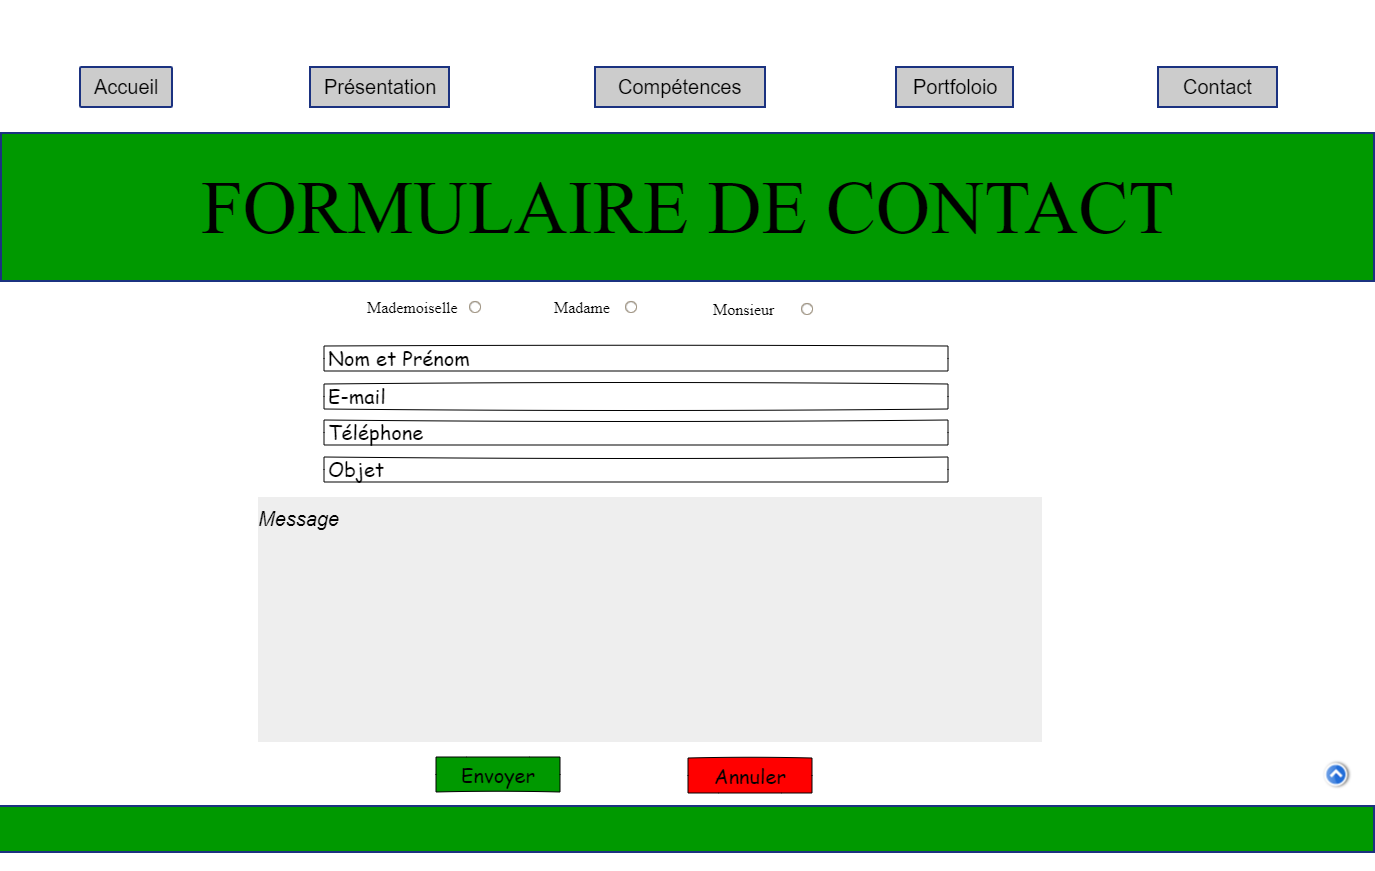 Accueil Présentation Compétences Portfoloio Contact
FORMULAIRE DE CONTACT
Mademoiselle Madame Monsieur
Nom et Prénom
E-mail
Téléphone
Objet
Message
Envoyer Annuler